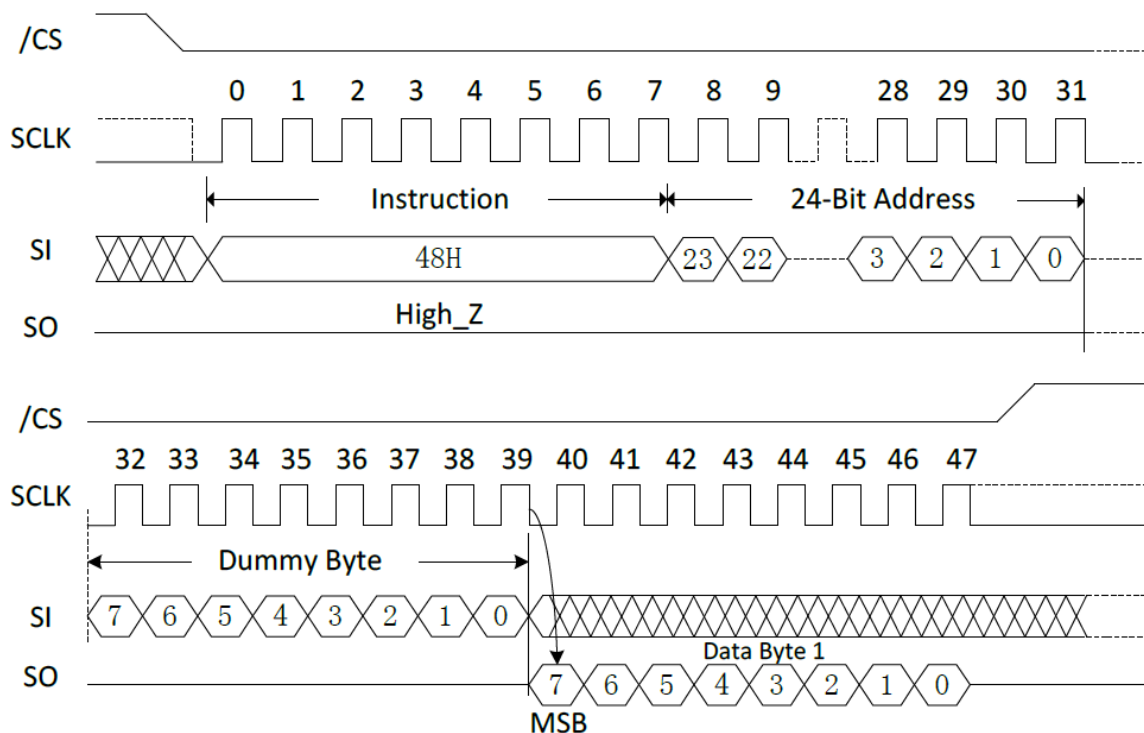 /CS
0 1 2 3 4 5 6 7 8 9 28 29 30 31
SCLK
Instruction 24-Bit Address
SI 48H 23 22 3 2 1 0
High_Z
SO
/CS
32 33 34 35 36 37 38 39 40 41 42 43 44 45 46 47
SCLK
Dummy Byte
SI 7 6 5 4 3 2 1 0
Data Byte 1
SO 7 6 5 4 3 2 1 0
MSB